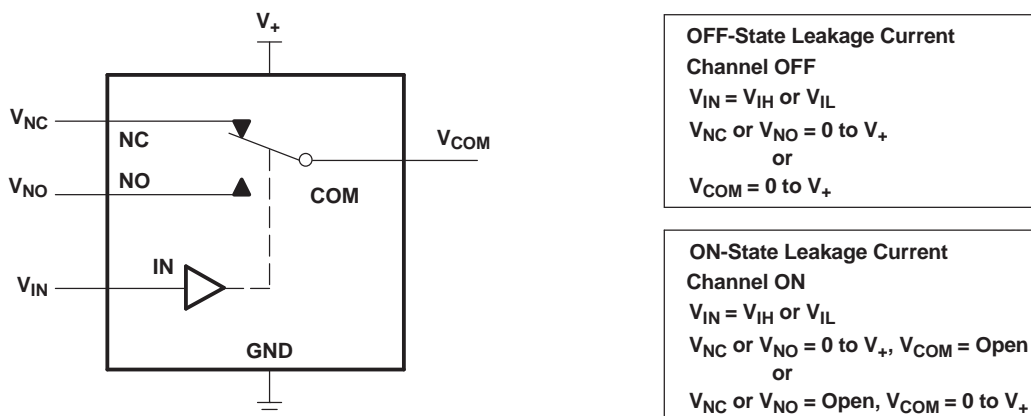 V+
VNC
NC
VCOM
VNO
NO
COM
VIN
IN
GND
OFF-State Leakage Current
Channel OFF
VIN = VIH or VIL
VNC or VNO = 0 to V+
or
VCOM = 0 to V+
ON-State Leakage Current
Channel ON
VIN = VIH or VIL
VNC or VNO = 0 to V+, VCOM = Open
or
VNC or VNO = Open, VCOM = 0 to V+